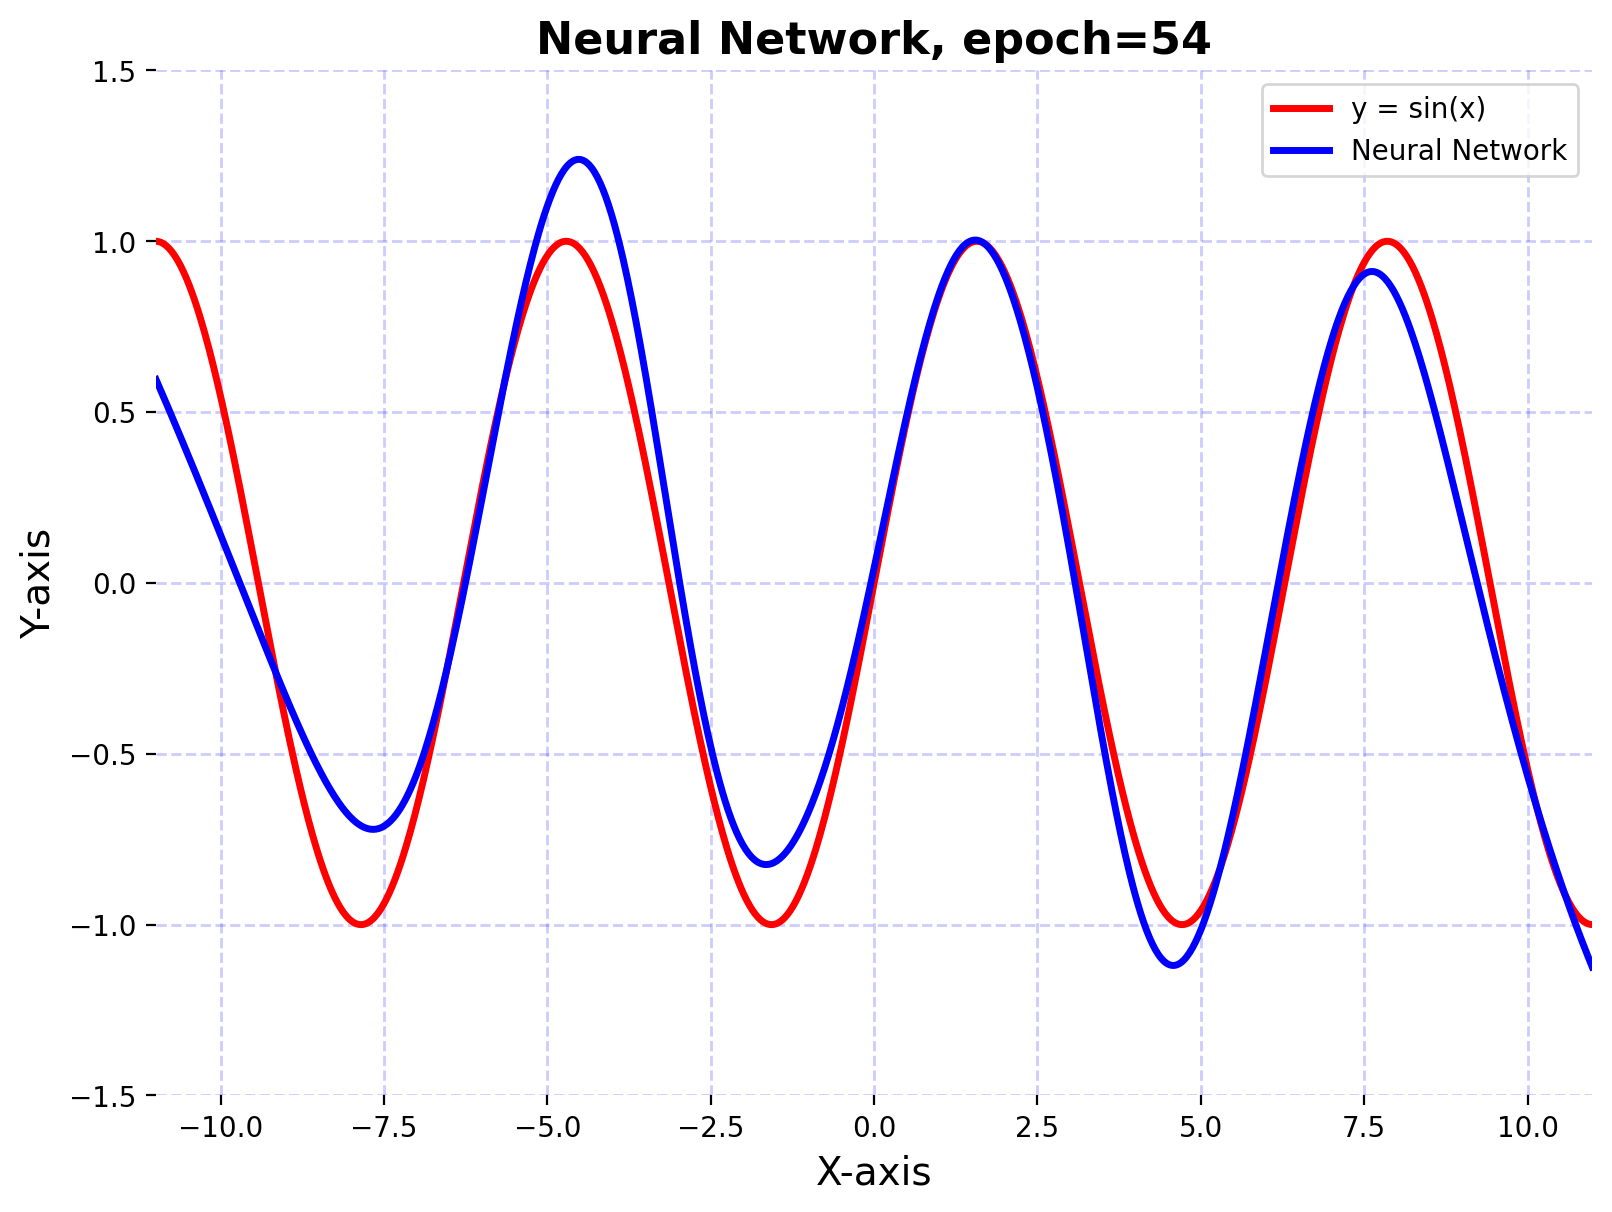 Neural Network, epoch=54
y = sin(x)
Neural Network
1.5
1.0
0.5
0.0
−0.5
−1.0
−1.5
Y-axis
−10.0 −7.5 −5.0 −2.5 0.0 2.5 5.0 7.5 10.0
X-axis